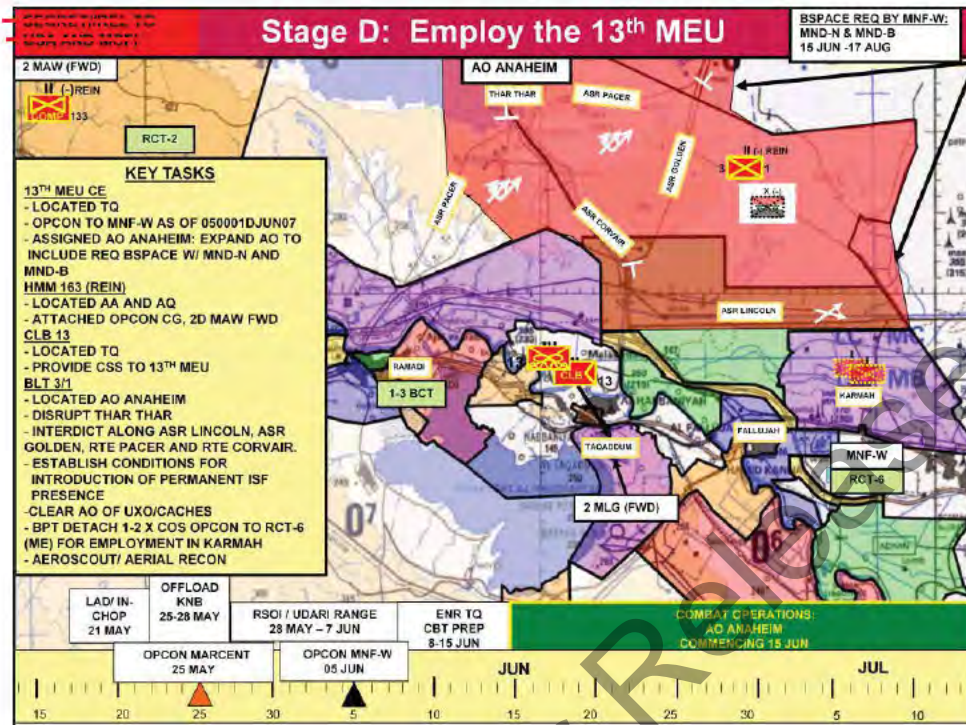 SECRET//REL TO
USA AND MCFI
Stage D: Employ the 13th MEU
BSPACE REQ BY MNF-W:
MND-N & MND-B
15 JUN -17 AUG
2 MAW (FWD)
II (-)REIN
COMP 133
RCT-2
AO ANAHEIM
THAR THAR
ASR PACER
ASR GOLDEN
ASR PACER
ASR CORVAIR
II (-) REIN
3 1
X (-)
ASR LINCOLN
KEY TASKS
13TH MEU CE
- LOCATED TQ
- OPCON TO MNF-W AS OF 050001DJUN07
- ASSIGNED AO ANAHEIM: EXPAND AO TO
INCLUDE REQ BSPACE W/ MND-N AND
MND-B
HMM 163 (REIN)
- LOCATED AA AND AQ
- ATTACHED OPCON CG, 2D MAW FWD
CLB 13
- LOCATED TQ
- PROVIDE CSS TO 13TH MEU
BLT 3/1
- LOCATED AO ANAHEIM
- DISRUPT THAR THAR
- INTERDICT ALONG ASR LINCOLN, ASR
GOLDEN, RTE PACER AND RTE CORVAIR.
- ESTABLISH CONDITIONS FOR
INTRODUCTION OF PERMANENT ISF
PRESENCE
-CLEAR AO OF UXO/CACHES
- BPT DETACH 1-2 X COS OPCON TO RCT-6
(ME) FOR EMPLOYMENT IN KARMAH
- AEROSCOUT/ AERIAL RECON
RAMADI
1-3 BCT
13
CLB 13
TAQADDUM
2 MLG (FWD)
FALLUJAH
KARMAH
MNF-W
RCT-6
07
06
LAD/ IN-
CHOP
21 MAY
OFFLOAD
KNB
25-28 MAY
RSOI / UDARI RANGE
28 MAY – 7 JUN
ENR TQ
CBT PREP
8-15 JUN
COMBAT OPERATIONS:
AO ANAHEIM
COMMENCING 15 JUN
OPCON MARCENT
25 MAY
OPCON MNF-W
05 JUN
JUN
JUL
15 20 25 30 5 10 15 20 25 30 5 10